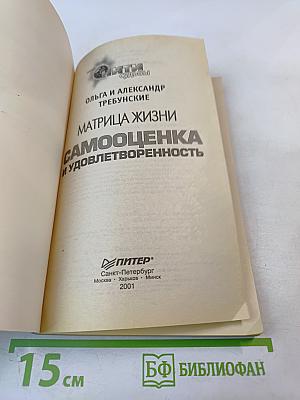 ОЛЬГА И АЛЕКСАНДР
ТРЕБУНСКИЕ
МАТРИЦА ЖИЗНИ
САМООЦЕНКА
И УДОВЛЕТВОРЕННОСТЬ
ПИТЕР®
Санкт-Петербург
Москва · Харьков · Минск
2001
15 см
БФ БИБЛИОФАН